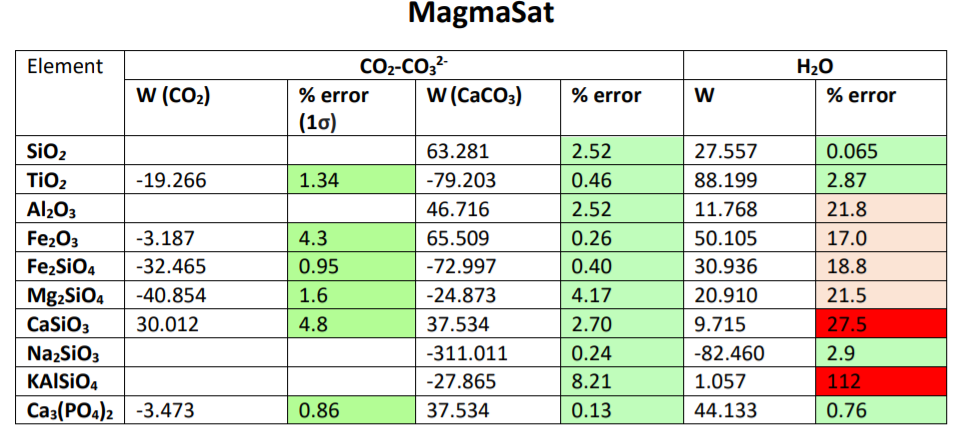 MagmaSat
Element CO₂-CO₃²⁻ H₂O
W (CO₂) % error (1σ) W (CaCO₃) % error W % error
SiO₂ 63.281 2.52 27.557 0.065
TiO₂ -19.266 1.34 -79.203 0.46 88.199 2.87
Al₂O₃ 46.716 2.52 11.768 21.8
Fe₂O₃ -3.187 4.3 65.509 0.26 50.105 17.0
Fe₂SiO₄ -32.465 0.95 -72.997 0.40 30.936 18.8
Mg₂SiO₄ -40.854 1.6 -24.873 4.17 20.910 21.5
CaSiO₃ 30.012 4.8 37.534 2.70 9.715 27.5
Na₂SiO₃ -311.011 0.24 -82.460 2.9
KAlSiO₄ -27.865 8.21 1.057 112
Ca₃(PO₄)₂ -3.473 0.86 37.534 0.13 44.133 0.76